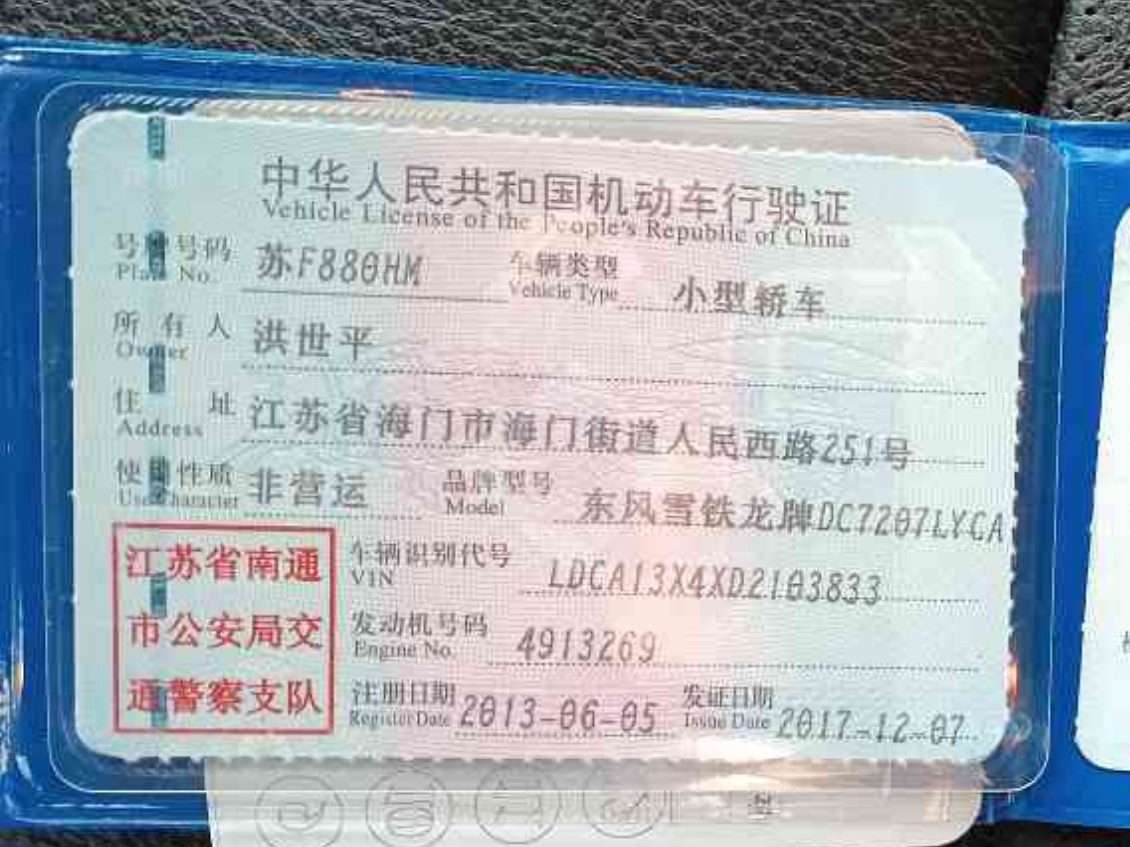 中华人民共和国机动车行驶证
Vehicle License of the People's Republic of China
号牌号码 苏F880HM 车辆类型 小型轿车
Plate No. Vehicle Type
所有人 洪世平
Owner
住址 江苏省海门市海门街道人民西路251号
Address
使用性质 非营运 品牌型号 东风雪铁龙牌DC7207LYCA
Use Character Model
江苏省南通
市公安局交
通警察支队
车辆识别代号 LDCA13X4XD2103833
VIN
发动机号码 4913269
Engine No.
注册日期 2013-06-05 发证日期 2017-12-07
Register Date Issue Date